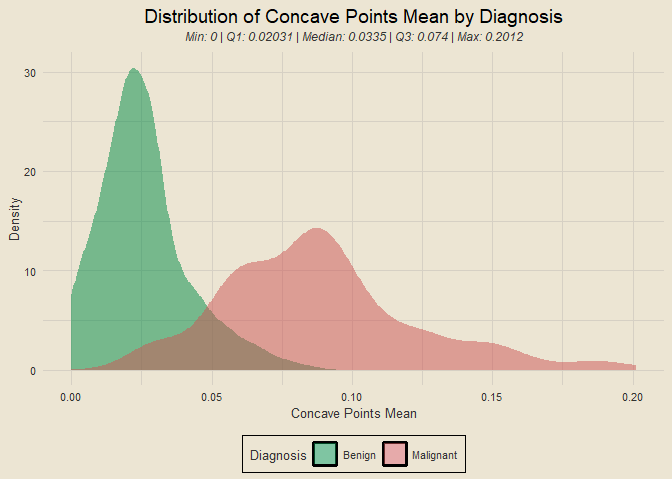 Distribution of Concave Points Mean by Diagnosis
Min: 0 | Q1: 0.02031 | Median: 0.0335 | Q3: 0.074 | Max: 0.2012
30
20
10
0
Density
0.00 0.05 0.10 0.15 0.20
Concave Points Mean
Diagnosis Benign Malignant